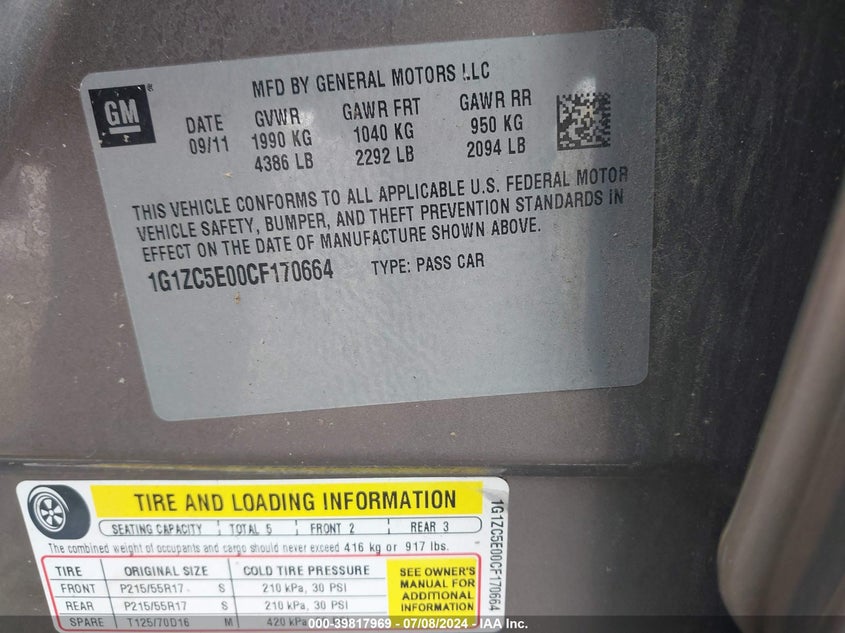 MFD BY GENERAL MOTORS LLC
GM ®
DATE GVWR GAWR FRT GAWR RR
09/11 1990 KG 1040 KG 950 KG
4386 LB 2292 LB 2094 LB
THIS VEHICLE CONFORMS TO ALL APPLICABLE U.S. FEDERAL MOTOR
VEHICLE SAFETY, BUMPER, AND THEFT PREVENTION STANDARDS IN
EFFECT ON THE DATE OF MANUFACTURE SHOWN ABOVE.
1G1ZC5E00CF170664 TYPE: PASS CAR
TIRE AND LOADING INFORMATION
SEATING CAPACITY TOTAL 5 FRONT 2 REAR 3
The combined weight of occupants and cargo should never exceed 416 kg or 917 lbs.
TIRE ORIGINAL SIZE COLD TIRE PRESSURE
FRONT P215/55R17 S 210 kPa, 30 PSI
REAR P215/55R17 S 210 kPa, 30 PSI
SPARE T125/70D16 M 420 kPa
SEE OWNER'S
MANUAL FOR
ADDITIONAL
INFORMATION
1G1ZC5E00CF170664
000-39817969 - 07/08/2024 - IAAI.com